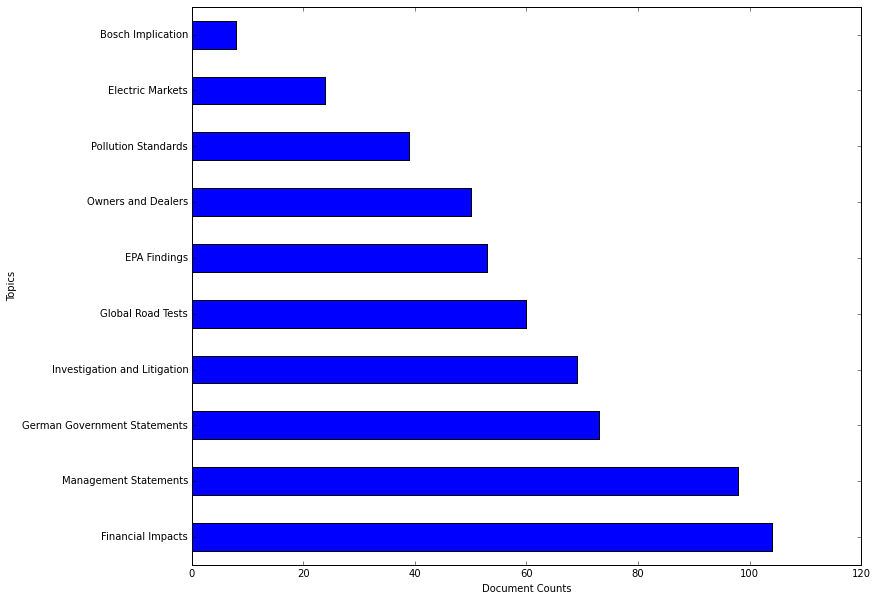 Bosch Implication
Electric Markets
Pollution Standards
Owners and Dealers
EPA Findings
Topics
Global Road Tests
Investigation and Litigation
German Government Statements
Management Statements
Financial Impacts
0 20 40 60 80 100 120
Document Counts